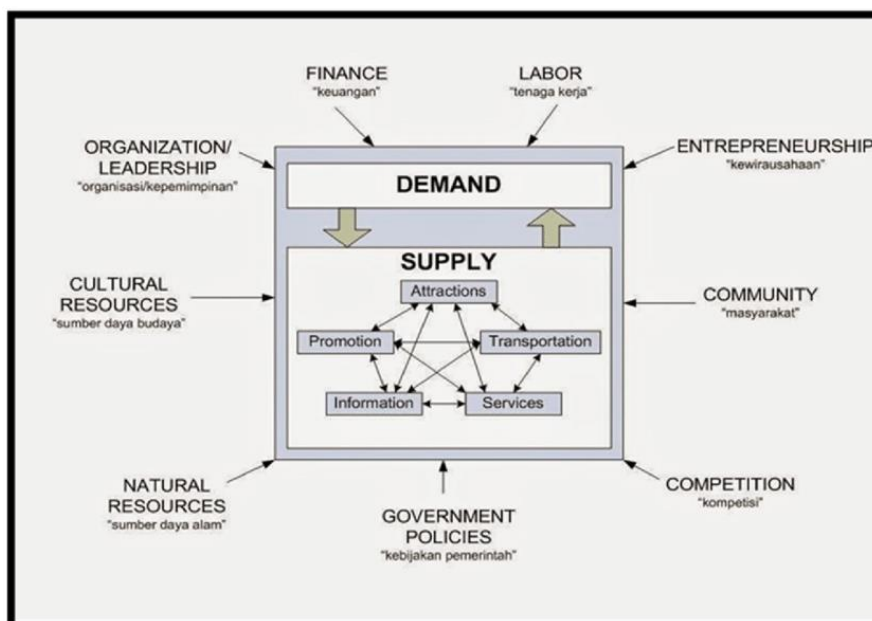 FINANCE
"keuangan"
LABOR
"tenaga kerja"
ORGANIZATION/
LEADERSHIP
"organisasi/kepemimpinan"
ENTREPRENEURSHIP
"kewirausahaan"
DEMAND
SUPPLY
Attractions
Promotion
Transportation
Information
Services
CULTURAL
RESOURCES
"sumber daya budaya"
COMMUNITY
"masyarakat"
NATURAL
RESOURCES
"sumber daya alam"
GOVERNMENT
POLICIES
"kebijakan pemerintah"
COMPETITION
"kompetisi"